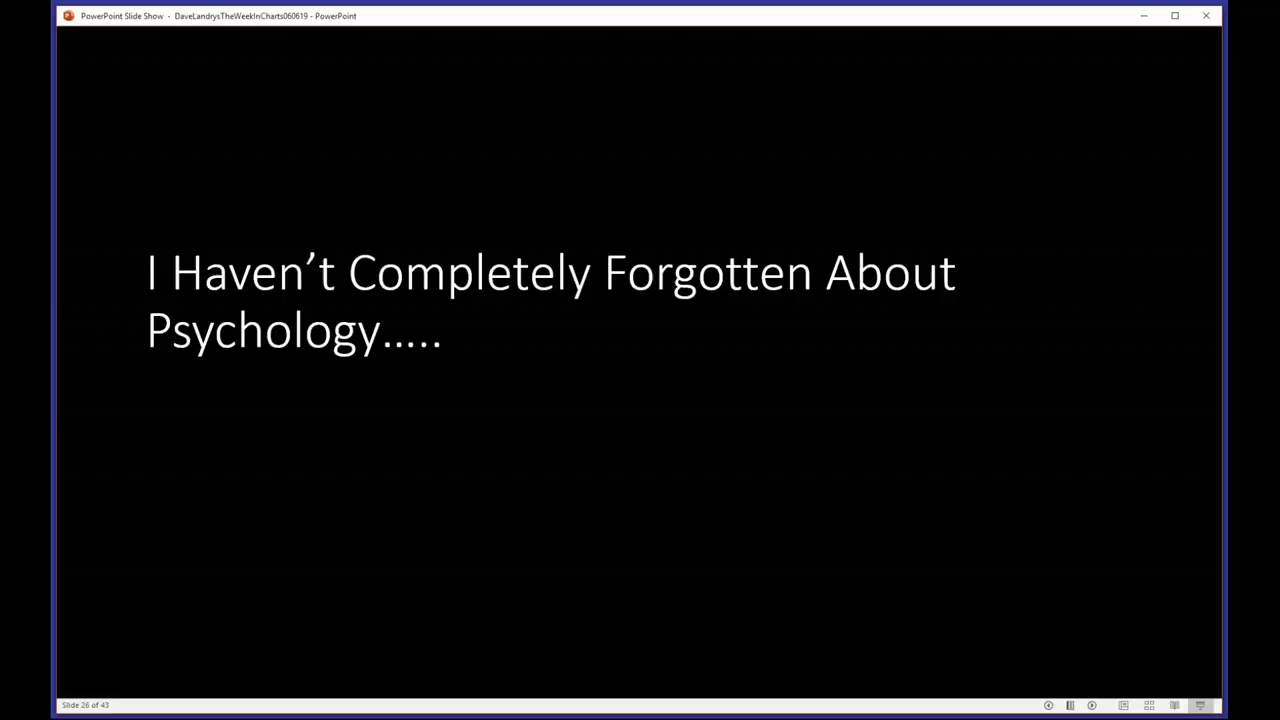 PowerPoint Slide Show - DaveLandrysTheWeekInCharts060619 - PowerPoint
I Haven’t Completely Forgotten About
Psychology…..
Slide 26 of 43